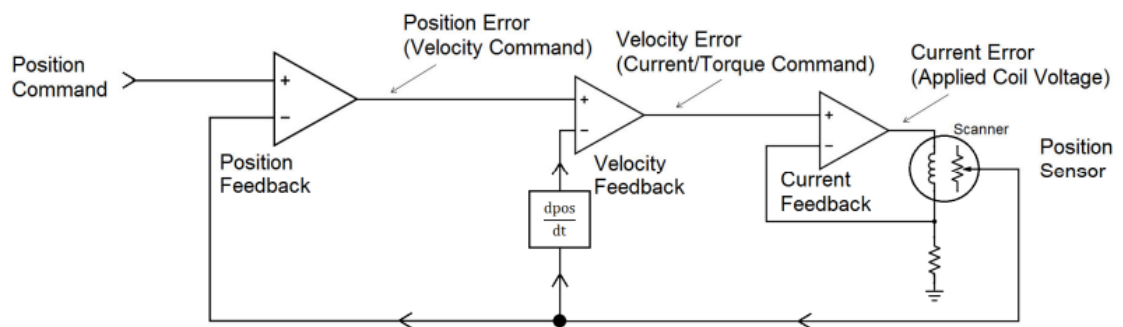 Position
Command
+
−
Position
Feedback
Position Error
(Velocity Command)
+
−
Velocity
Feedback
dpos
dt
Velocity Error
(Current/Torque Command)
+
−
Current
Feedback
Current Error
(Applied Coil Voltage)
Scanner
Position
Sensor